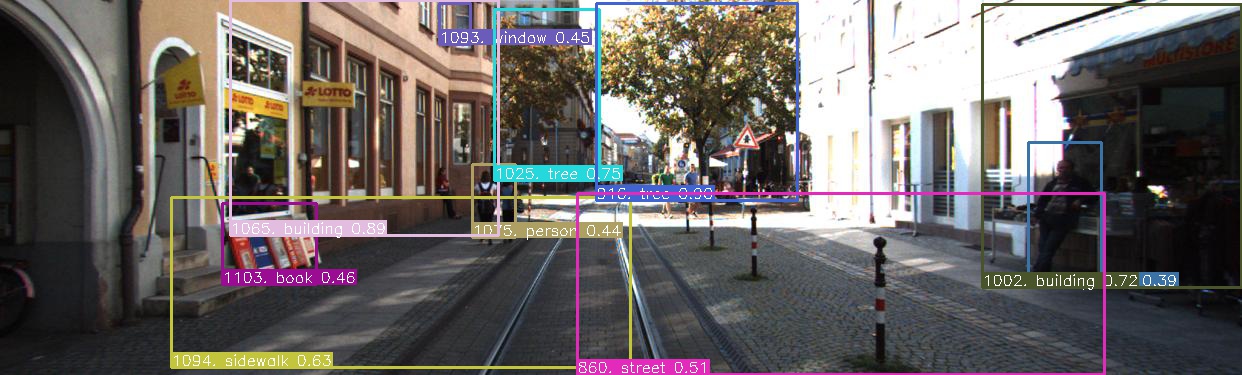 1093. window 0.45
LOTTO
LOTTO
LOTTO
MULTISTORE
1025. tree 0.75
816. tree 0.90
1065. building 0.89
1075. person 0.44
1103. book 0.46
1002. building 0.72
0.39
1094. sidewalk 0.63
860. street 0.51